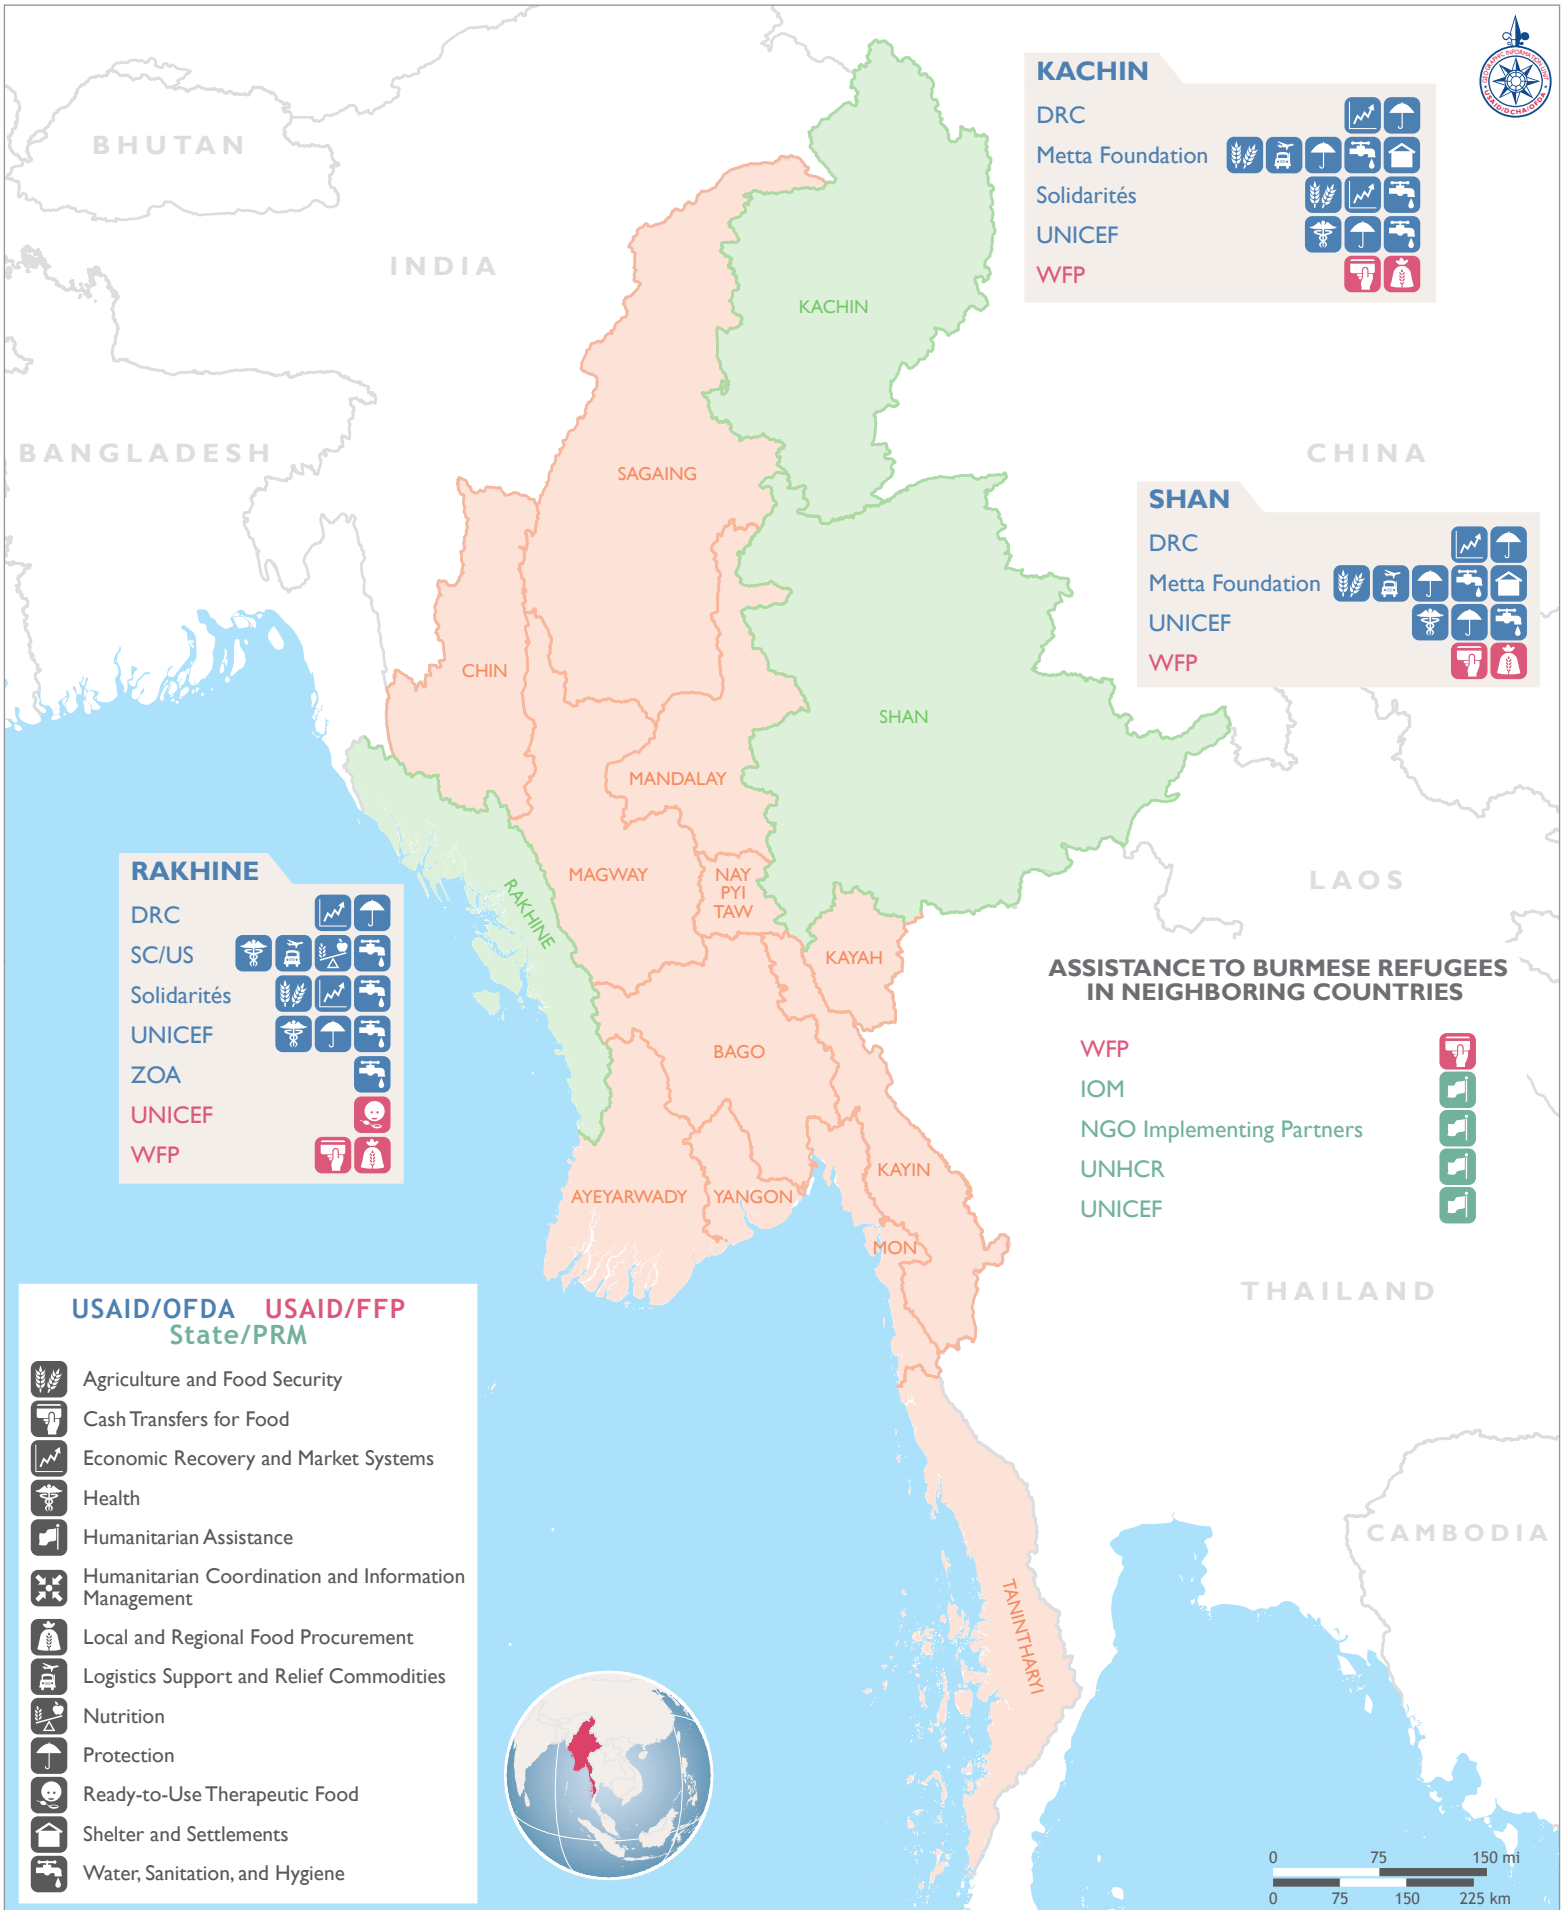 BHUTAN
INDIA
BANGLADESH
CHINA
LAOS
THAILAND
CAMBODIA
GEOGRAPHIC INFORMATION UNIT
USAID/DCHA/OFDA
KACHIN
DRC
Metta Foundation
Solidarités
UNICEF
WFP
KACHIN
SAGAING
CHIN
SHAN
MANDALAY
MAGWAY
NAY
PYI
TAW
RAKHINE
KAYAH
BAGO
KAYIN
AYEYARWADY
YANGON
MON
TANINTHARYI
SHAN
DRC
Metta Foundation
UNICEF
WFP
RAKHINE
DRC
SC/US
Solidarités
UNICEF
ZOA
UNICEF
WFP
ASSISTANCE TO BURMESE REFUGEES
IN NEIGHBORING COUNTRIES
WFP
IOM
NGO Implementing Partners
UNHCR
UNICEF
USAID/OFDA USAID/FFP
State/PRM
Agriculture and Food Security
Cash Transfers for Food
Economic Recovery and Market Systems
Health
Humanitarian Assistance
Humanitarian Coordination and Information
Management
Local and Regional Food Procurement
Logistics Support and Relief Commodities
Nutrition
Protection
Ready-to-Use Therapeutic Food
Shelter and Settlements
Water, Sanitation, and Hygiene
0 75 150 mi
0 75 150 225 km